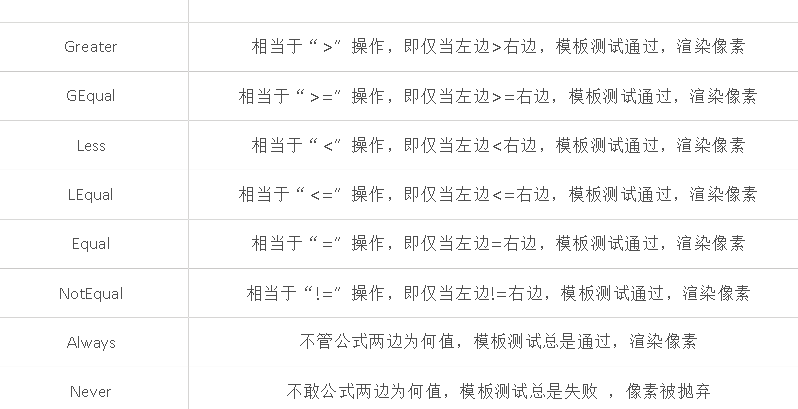 Greater 相当于“>”操作，即仅当左边>右边，模板测试通过，渲染像素
GEqual 相当于“>=”操作，即仅当左边>=右边，模板测试通过，渲染像素
Less 相当于“<”操作，即仅当左边<右边，模板测试通过，渲染像素
LEqual 相当于“<=”操作，即仅当左边<=右边，模板测试通过，渲染像素
Equal 相当于“=”操作，即仅当左边=右边，模板测试通过，渲染像素
NotEqual 相当于“!=”操作，即仅当左边!=右边，模板测试通过，渲染像素
Always 不管公式两边为何值，模板测试总是通过，渲染像素
Never 不敢公式两边为何值，模板测试总是失败 ，像素被抛弃